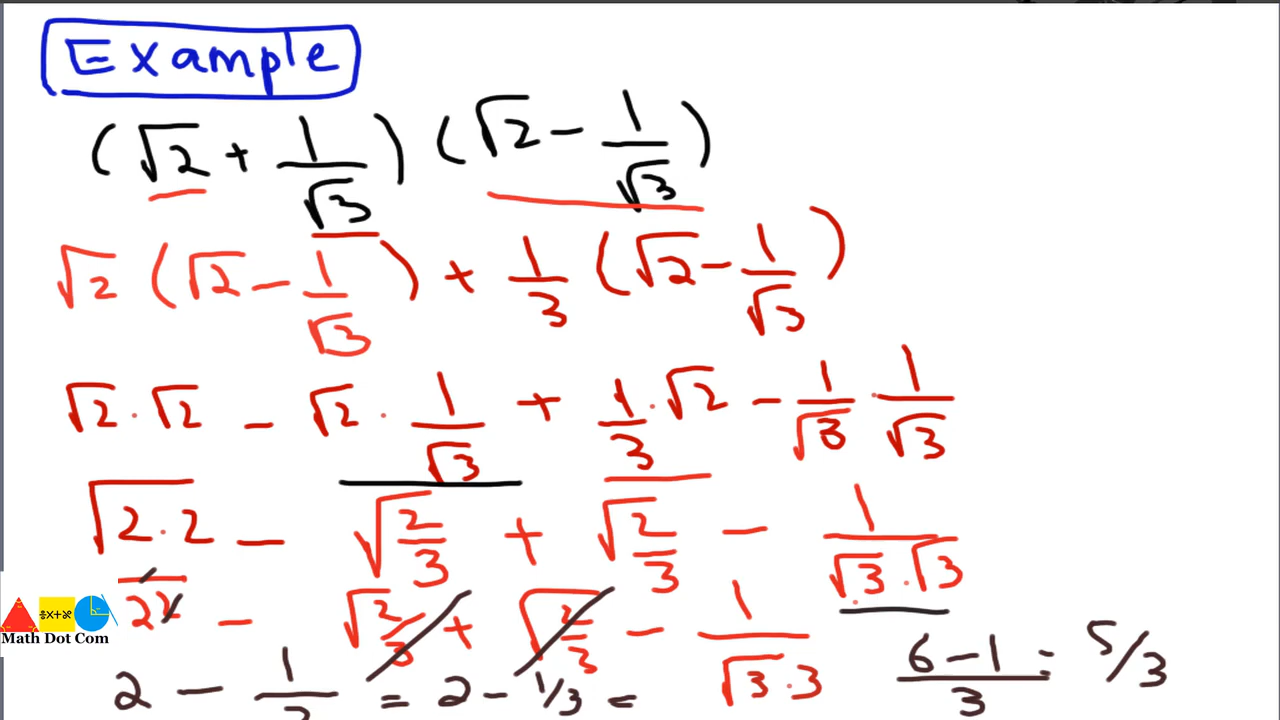 Example
(√2 + 1/√3) (√2 − 1/√3)
√2 (√2 − 1/√3) + 1/3 (√2 − 1/√3)
√2 · √2 − √2 · 1/√3 + 1/3 · √2 − 1/√3 · 1/√3
√(2·2) − √(2/3) + √(2/3) − 1/(√3 · √3)
√2² − √(2/3) + √(2/3) − 1/√(3·3)
2 − 1/3 = 2 − 1/3 = (6−1)/3 = 5/3
Math Dot Com